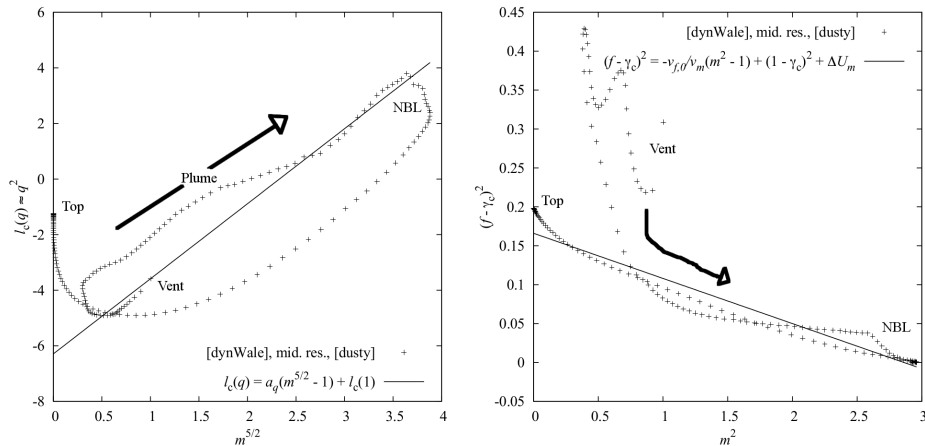 8
6
4
2
0
-2
-4
-6
-8
0
0.5
1
1.5
2
2.5
3
3.5
4
l_c(q) ≈ q^2
m^{5/2}
NBL
Plume
Top
Vent
[dynWale], mid. res., [dusty]
l_c(q) = a_q(m^{5/2} - 1) + l_c(1)
0.45
0.4
0.35
0.3
0.25
0.2
0.15
0.1
0.05
0
-0.05
0
0.5
1
1.5
2
2.5
3
(f - γ_c)^2
m^2
[dynWale], mid. res., [dusty]
(f - γ_c)^2 = -v_{f,0}/v_m(m^2 - 1) + (1 - γ_c)^2 + ΔU_m
Vent
Top
NBL